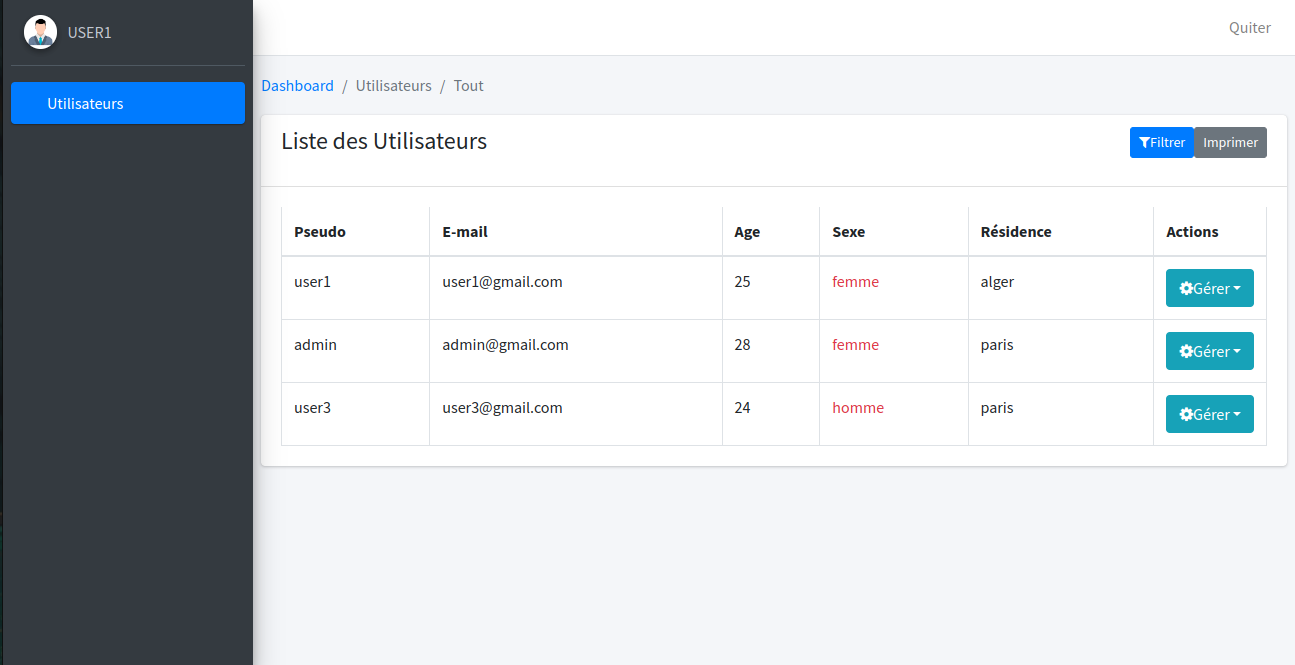 USER1
Quiter
Utilisateurs
Dashboard / Utilisateurs / Tout
Liste des Utilisateurs
Filtrer Imprimer
Pseudo E-mail Age Sexe Résidence Actions
user1 user1@gmail.com 25 femme alger Gérer
admin admin@gmail.com 28 femme paris Gérer
user3 user3@gmail.com 24 homme paris Gérer